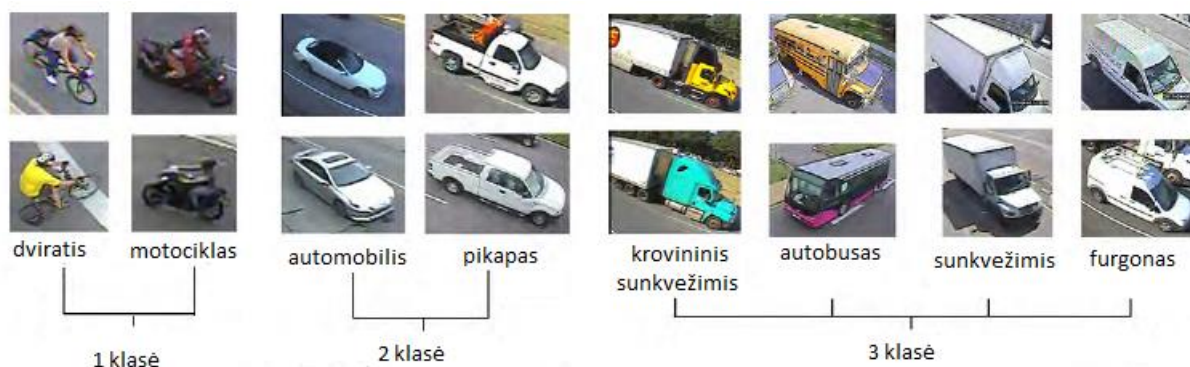 dviratis
motociklas
automobilis
pikapas
krovininis
sunkvežimis
autobusas
sunkvežimis
furgonas
1 klasė
2 klasė
3 klasė